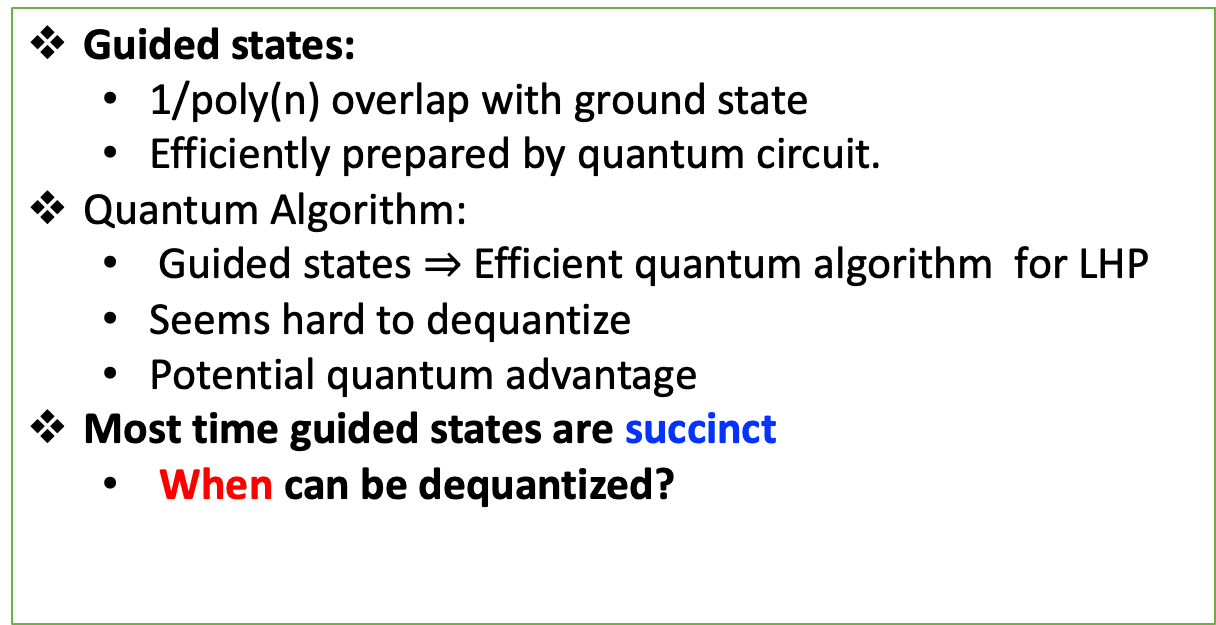 ❖ Guided states:
• 1/poly(n) overlap with ground state
• Efficiently prepared by quantum circuit.
❖ Quantum Algorithm:
• Guided states ⇒ Efficient quantum algorithm for LHP
• Seems hard to dequantize
• Potential quantum advantage
❖ Most time guided states are succinct
• When can be dequantized?